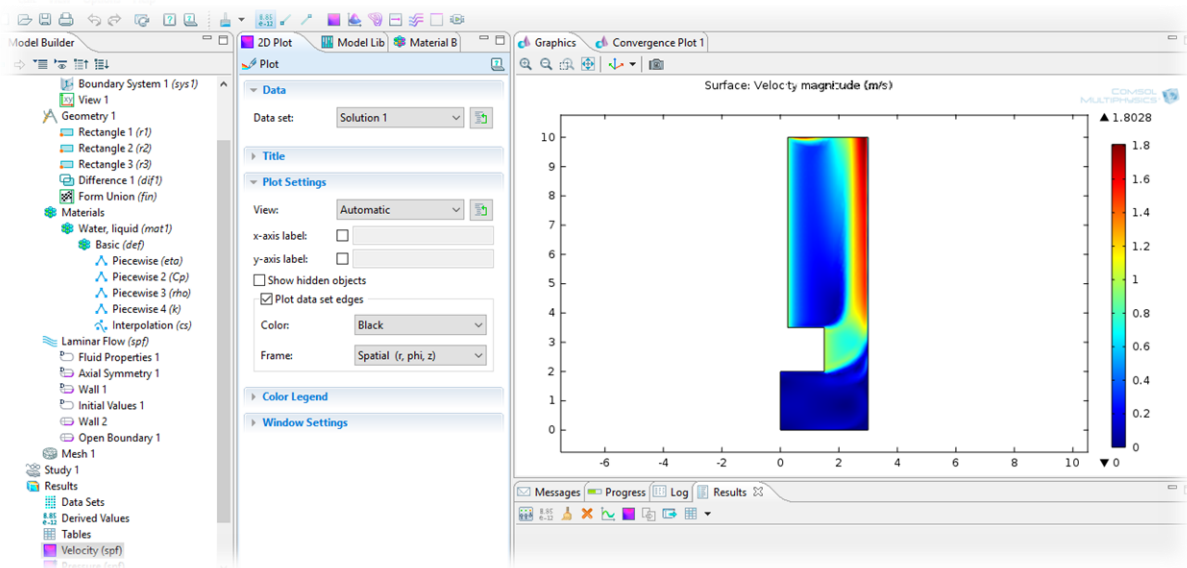 Model Builder
Boundary System 1 (sys1)
View 1
Geometry 1
Rectangle 1 (r1)
Rectangle 2 (r2)
Rectangle 3 (r3)
Difference 1 (dif1)
Form Union (fin)
Materials
Water, liquid (mat1)
Basic (def)
Piecewise (eta)
Piecewise 2 (Cp)
Piecewise 3 (rho)
Piecewise 4 (k)
Interpolation (cs)
Laminar Flow (spf)
Fluid Properties 1
Axial Symmetry 1
Wall 1
Initial Values 1
Wall 2
Open Boundary 1
Mesh 1
Study 1
Results
Data Sets
Derived Values
Tables
Velocity (spf)
Pressure (spf)
2D Plot
Model Lib
Material B
Plot
Data
Data set:
Solution 1
Title
Plot Settings
View:
Automatic
x-axis label:
y-axis label:
Show hidden objects
Plot data set edges
Color:
Black
Frame:
Spatial (r, phi, z)
Color Legend
Window Settings
Graphics
Convergence Plot 1
Surface: Velocity magnitude (m/s)
COMSOL
MULTIPHYSICS
▲ 1.8028
10
9
8
7
6
5
4
3
2
1
0
-6
-4
-2
0
2
4
6
8
10
1.8
1.6
1.4
1.2
1
0.8
0.6
0.4
0.2
0
▼ 0
Messages
Progress
Log
Results
8.85
e-12